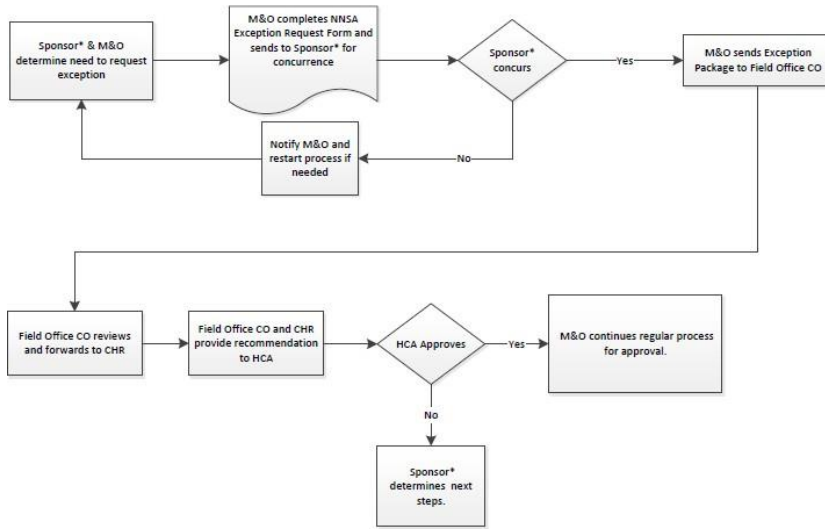 Sponsor* & M&O
determine need to request
exception
M&O completes NNSA
Exception Request Form and
sends to Sponsor* for
concurrence
Sponsor*
concurs
Yes
M&O sends Exception
Package to Field Office CO
Notify M&O and
restart process if
needed
No
Field Office CO reviews
and forwards to CHR
Field Office CO and CHR
provide recommendation
to HCA
HCA Approves
Yes
M&O continues regular process
for approval.
No
Sponsor*
determines next
steps.